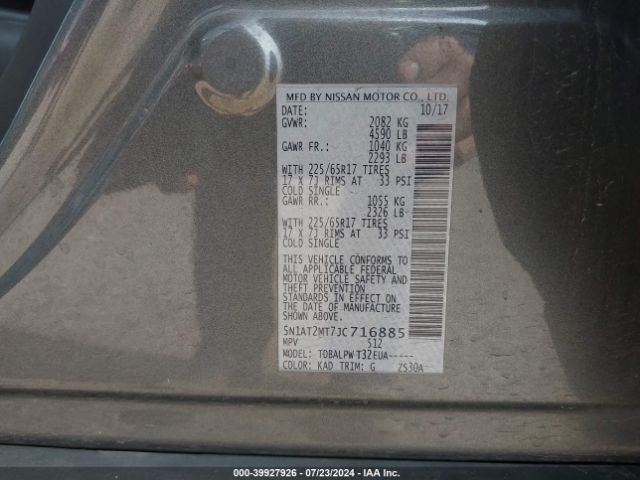 MFD BY NISSAN MOTOR CO., LTD.
DATE: 10/17
GVWR: 2082 KG
4590 LB
GAWR FR.: 1040 KG
2293 LB
WITH 225/65R17 TIRES
17 X 7J RIMS AT 33 PSI
COLD SINGLE
GAWR RR.: 1055 KG
2326 LB
WITH 225/65R17 TIRES
17 X 7J RIMS AT 33 PSI
COLD SINGLE
THIS VEHICLE CONFORMS TO
ALL APPLICABLE FEDERAL
MOTOR VEHICLE SAFETY AND
THEFT PREVENTION
STANDARDS IN EFFECT ON
THE DATE OF MANUFACTURE
SHOWN ABOVE.
5N1AT2MT7JC716885
MPV 512
MODEL: TDBALPWT32EUA-----
COLOR: KAD TRIM: G ZS30A
000-39927926 / 07/23/2024 - IAA Inc.